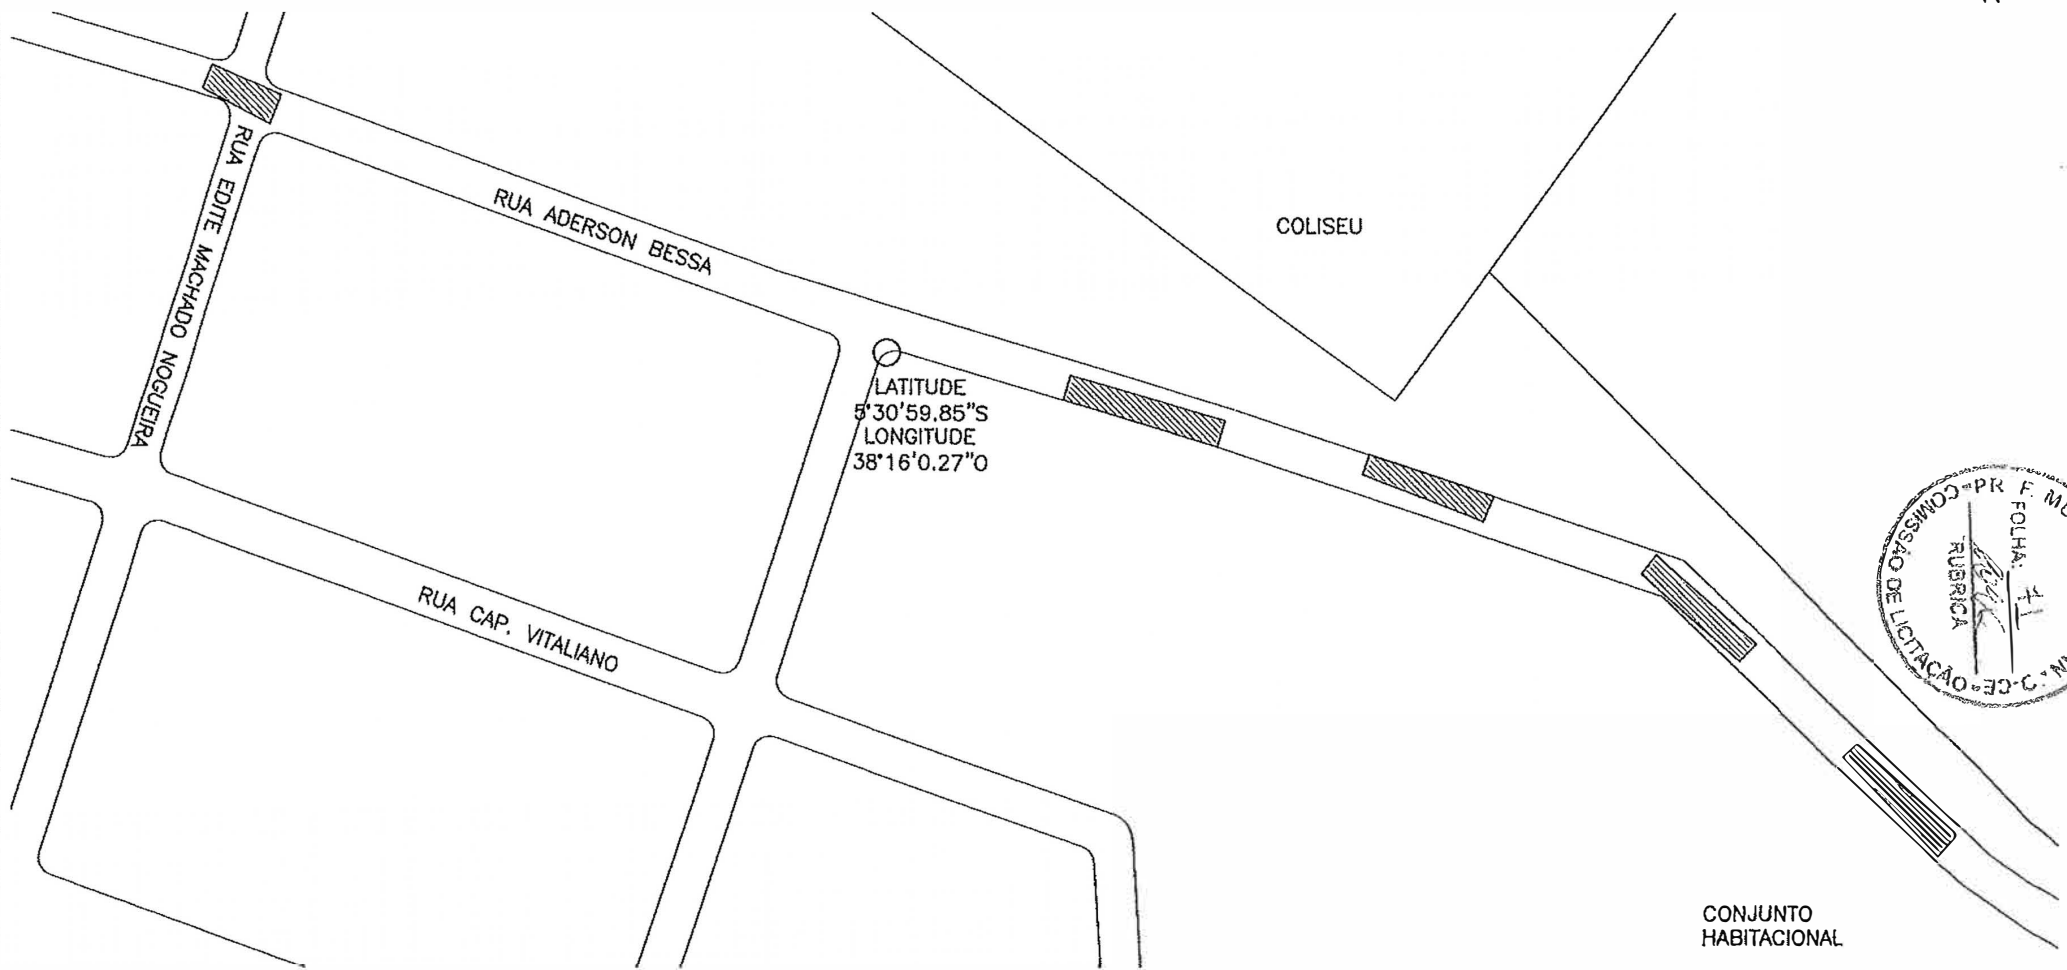 RUA EDITE MACHADO NOGUEIRA
RUA ADERSON BESSA
COLISEU
LATITUDE
5°30'59.85"S
LONGITUDE
38°16'0.27"O
RUA CAP. VITALIANO
COMISSÃO DE LICITAÇÃO
FOLHA:
RUBRICA
CONJUNTO
HABITACIONAL